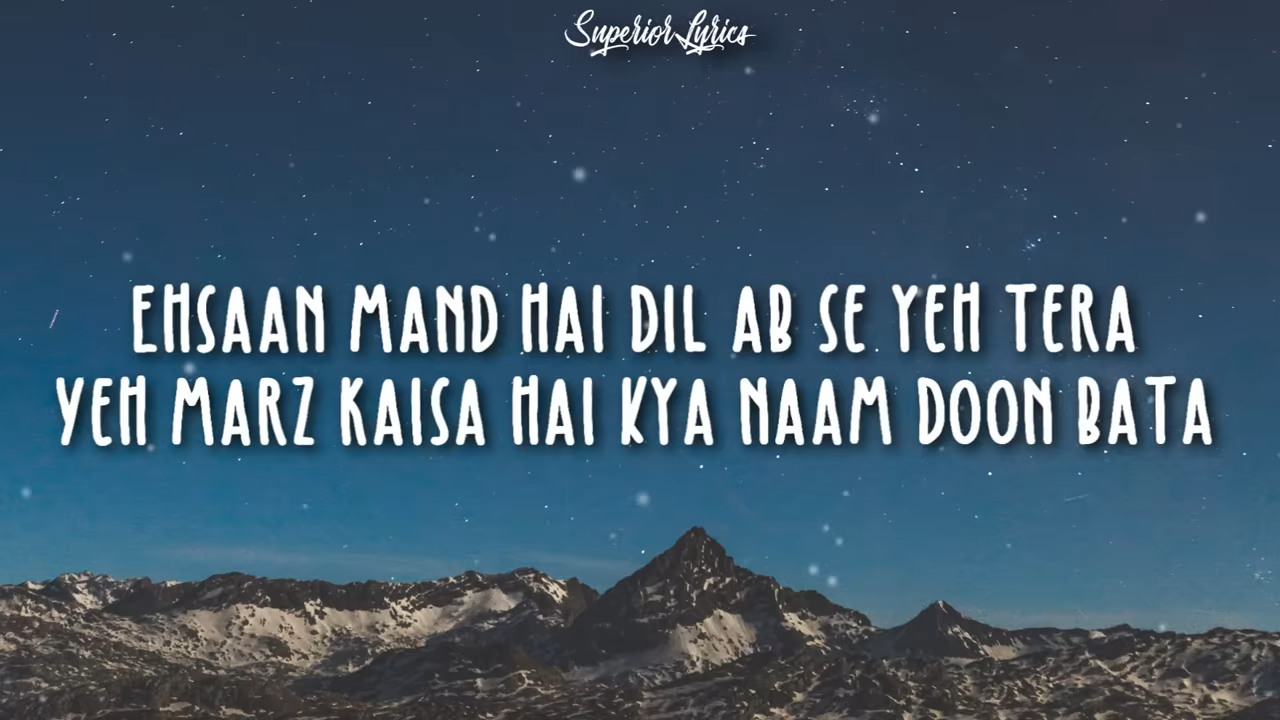 Superior Lyrics
EHSAAN MAND HAI DIL AB SE YEH TERA
YEH MARZ KAISA HAI KYA NAAM DOON BATA